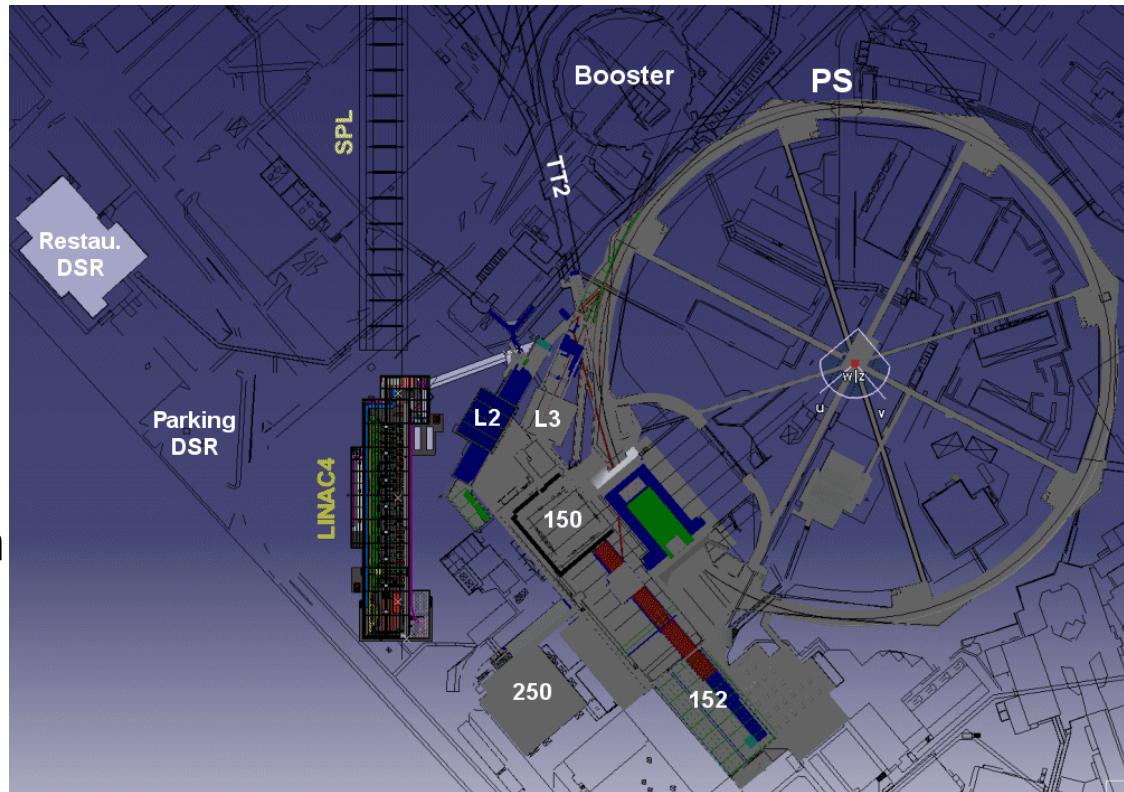 Booster
PS
SPL
TT2
Restau.
DSR
w|z
u
v
Parking
DSR
L2
L3
LINAC4
150
250
152